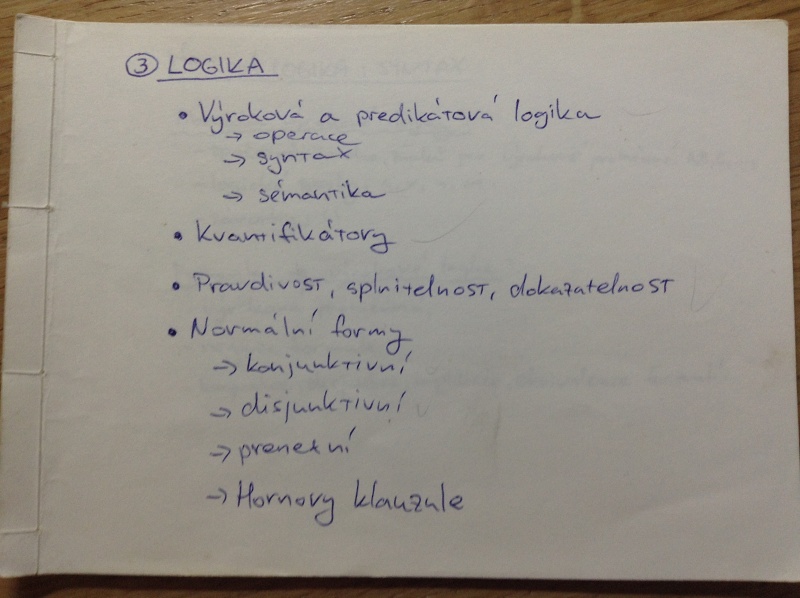 ③ LOGIKA
• Výroková a predikátová logika
→ operace
→ syntax
→ sémantika
• Kvantifikátory
• Pravdivost, splnitelnost, dokazatelnost
• Normální formy
→ konjunktivní
→ disjunktivní
→ prenexní
→ Hornovy klauzule